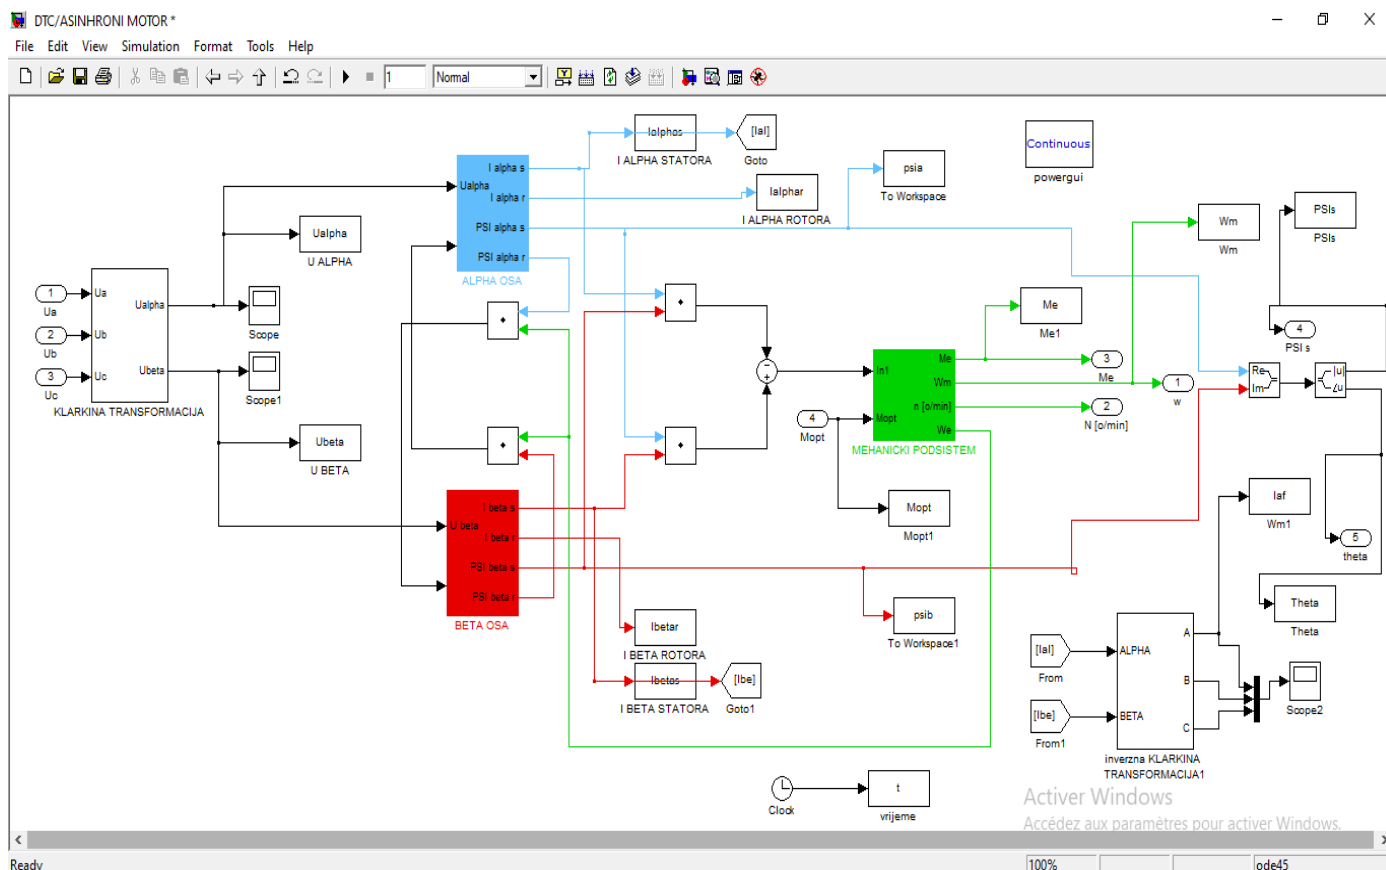 DTC/ASINHRONI MOTOR *
File Edit View Simulation Format Tools Help
1 Normal
Ialphas
[Ial]
I ALPHA STATORA
Goto
Continuous
powergui
psia
To Workspace
Ialphar
I ALPHA ROTORA
I alpha s
Ualpha
I alpha r
PSI alpha s
PSI alpha r
ALPHA OSA
PSIs
PSIs
Wm
Wm
Ualpha
U ALPHA
1
Ua
2
Ub
3
Uc
Ua
Ub
Uc
Ualpha
Ubeta
KLARKINA TRANSFORMACIJA
Scope
Scope1
Ubeta
U BETA
Me
Me1
4
PSI s
In1
Mopt
Me
Wm
n [o/min]
We
MEHANICKI PODSISTEM
3
Me
1
w
2
N [o/min]
4
Mopt
Re
Im
|u|
∠u
Mopt
Mopt1
Iaf
Wm1
5
theta
Theta
Theta
I beta s
U beta
I beta r
PSI beta s
PSI beta r
BETA OSA
psib
To Workspace1
Ibetar
I BETA ROTORA
Ibetas
I BETA STATORA
[Ibe]
Goto1
[Ial]
From
[Ibe]
From1
ALPHA
BETA
A
B
C
inverzna KLARKINA
TRANSFORMACIJA1
Scope2
Clock
t
vrijeme
Activer Windows
Accédez aux paramètres pour activer Windows.
Ready
100%
ode45